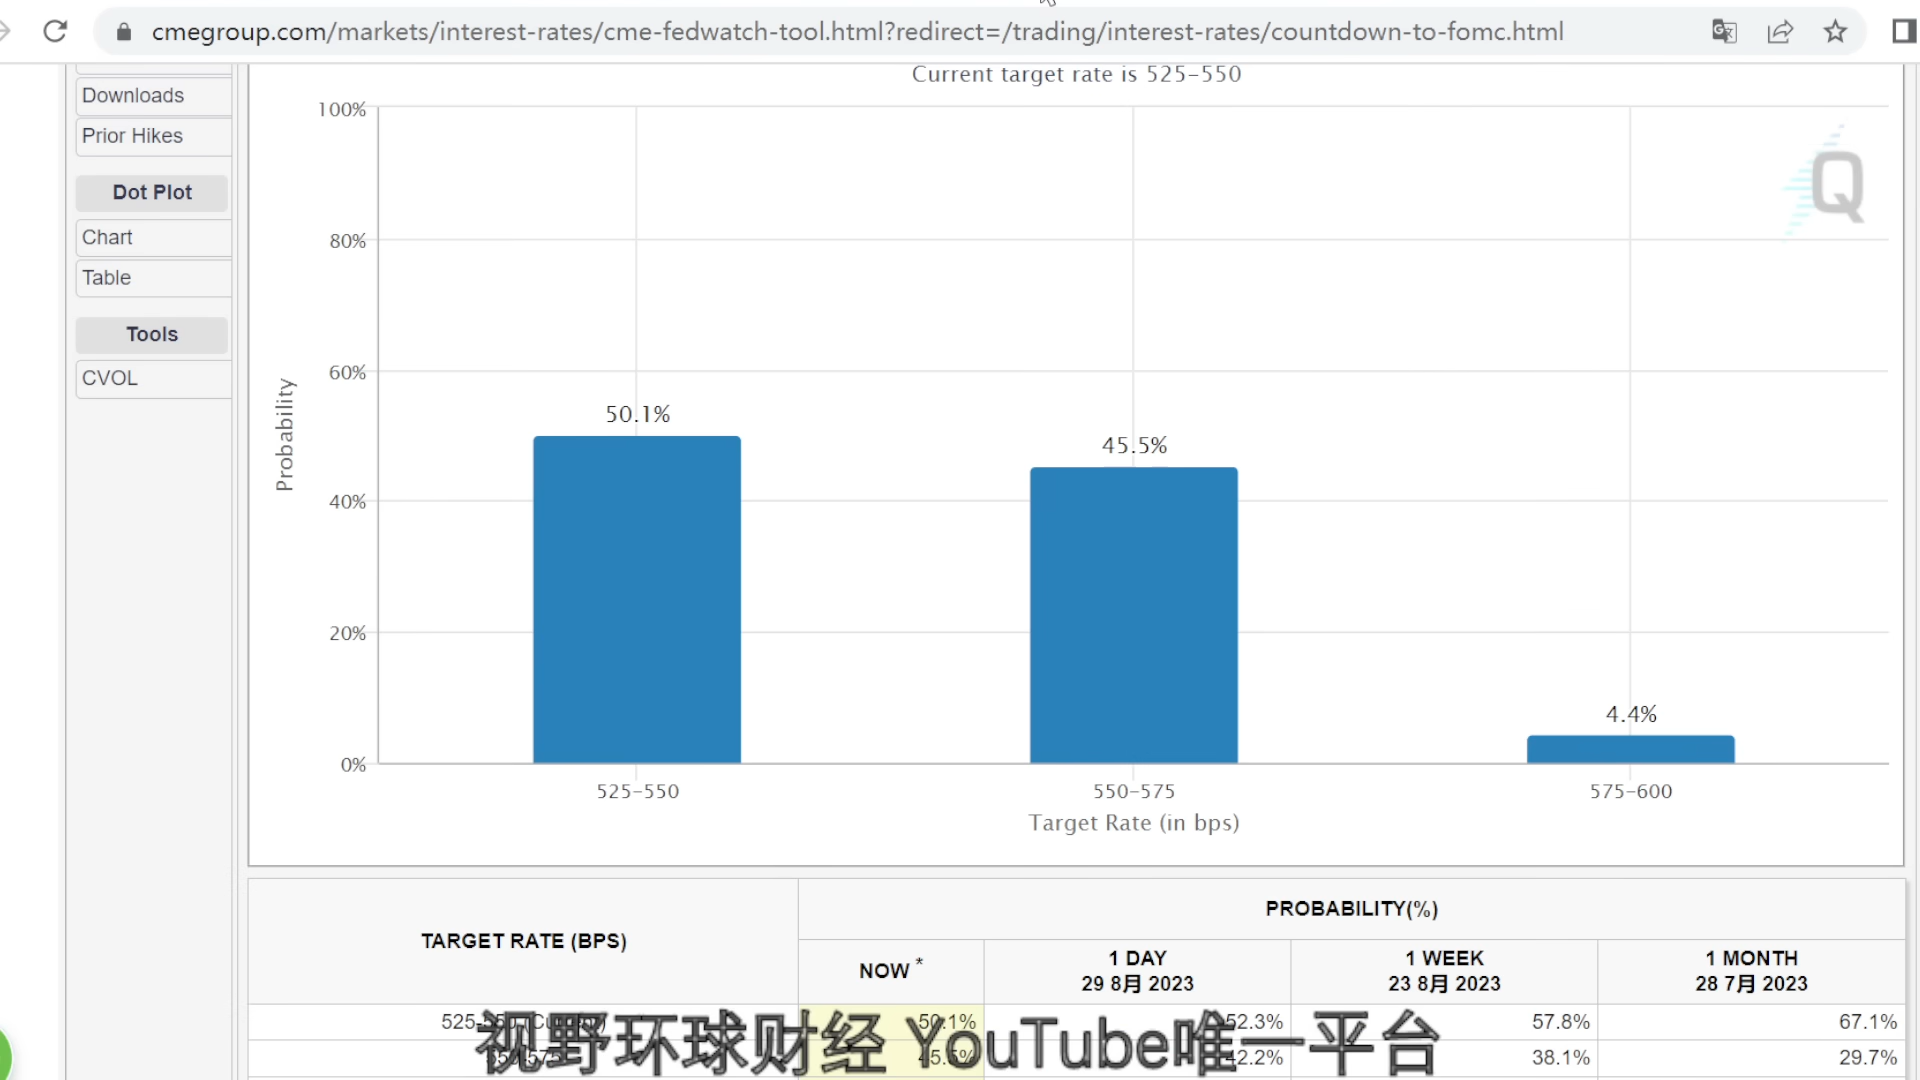 cmegroup.com/markets/interest-rates/cme-fedwatch-tool.html?redirect=/trading/interest-rates/countdown-to-fomc.html
Downloads
Prior Hikes
Dot Plot
Chart
Table
Tools
CVOL
Current target rate is 525-550
100%
80%
60%
40%
20%
0%
Probability
50.1%
45.5%
4.4%
525-550
550-575
575-600
Target Rate (in bps)
Q
TARGET RATE (BPS)
PROBABILITY(%)
NOW *
1 DAY
29 8月 2023
1 WEEK
23 8月 2023
1 MONTH
28 7月 2023
50.1% 52.3% 57.8% 67.1%
45.5% 42.2% 38.1% 29.7%
视野环球财经 YouTube唯一平台